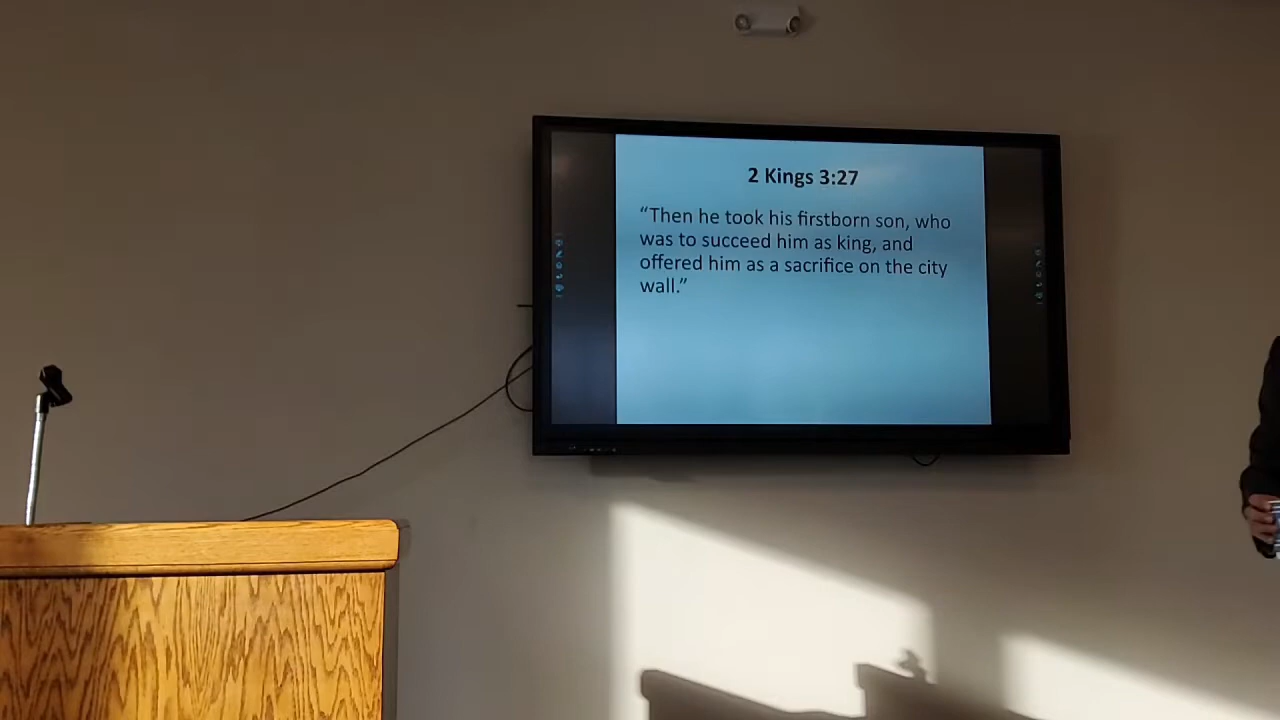 2 Kings 3:27
“Then he took his firstborn son, who
was to succeed him as king, and
offered him as a sacrifice on the city
wall.”